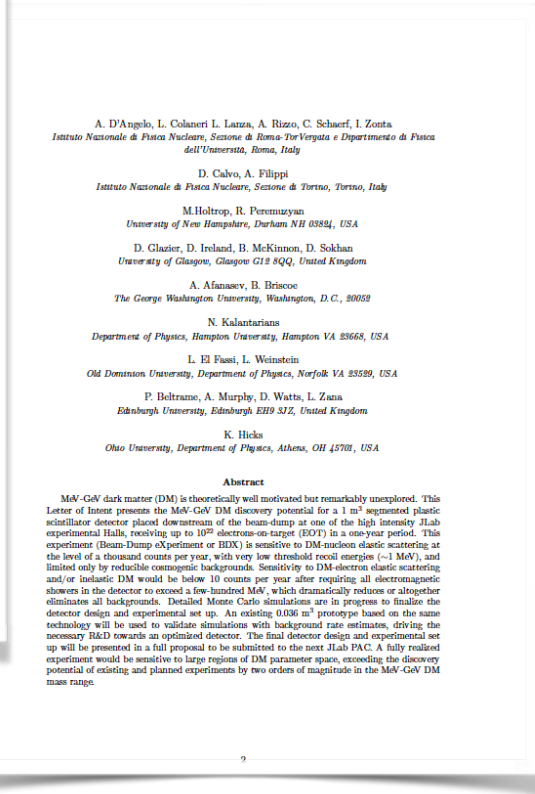 A. D'Angelo, L. Colaneri L. Lanza, A. Rizzo, C. Schaerf, I. Zonta
Istituto Nazionale di Fisica Nucleare, Sezione di Roma-TorVergata e Dipartimento di Fisica
dell'Università, Roma, Italy
D. Calvo, A. Filippi
Istituto Nazionale di Fisica Nucleare, Sezione di Torino, Torino, Italy
M.Holtrop, R. Peremuzyan
University of New Hampshire, Durham NH 03824, USA
D. Glazier, D. Ireland, B. McKinnon, D. Sokhan
University of Glasgow, Glasgow G12 8QQ, United Kingdom
A. Afanasev, B. Briscoe
The George Washington University, Washington, D.C., 20052
N. Kalantarians
Department of Physics, Hampton University, Hampton VA 23668, USA
L. El Fassi, L. Weinstein
Old Dominion University, Department of Physics, Norfolk VA 23529, USA
P. Beltrame, A. Murphy, D. Watts, L. Zana
Edinburgh University, Edinburgh EH9 3JZ, United Kingdom
K. Hicks
Ohio University, Department of Physics, Athens, OH 45701, USA
Abstract
MeV-GeV dark matter (DM) is theoretically well motivated but remarkably unexplored. This
Letter of Intent presents the MeV-GeV DM discovery potential for a 1 m³ segmented plastic
scintillator detector placed downstream of the beam-dump at one of the high intensity JLab
experimental Halls, receiving up to 10²² electrons-on-target (EOT) in a one-year period. This
experiment (Beam-Dump eXperiment or BDX) is sensitive to DM-nucleon elastic scattering at
the level of a thousand counts per year, with very low threshold recoil energies (~1 MeV), and
limited only by reducible cosmogenic backgrounds. Sensitivity to DM-electron elastic scattering
and/or inelastic DM would be below 10 counts per year after requiring all electromagnetic
showers in the detector to exceed a few-hundred MeV, which dramatically reduces or altogether
eliminates all backgrounds. Detailed Monte Carlo simulations are in progress to finalize the
detector design and experimental set up. An existing 0.036 m³ prototype based on the same
technology will be used to validate simulations with background rate estimates, driving the
necessary R&D towards an optimized detector. The final detector design and experimental set
up will be presented in a full proposal to be submitted to the next JLab PAC. A fully realized
experiment would be sensitive to large regions of DM parameter space, exceeding the discovery
potential of existing and planned experiments by two orders of magnitude in the MeV-GeV DM
mass range.
2